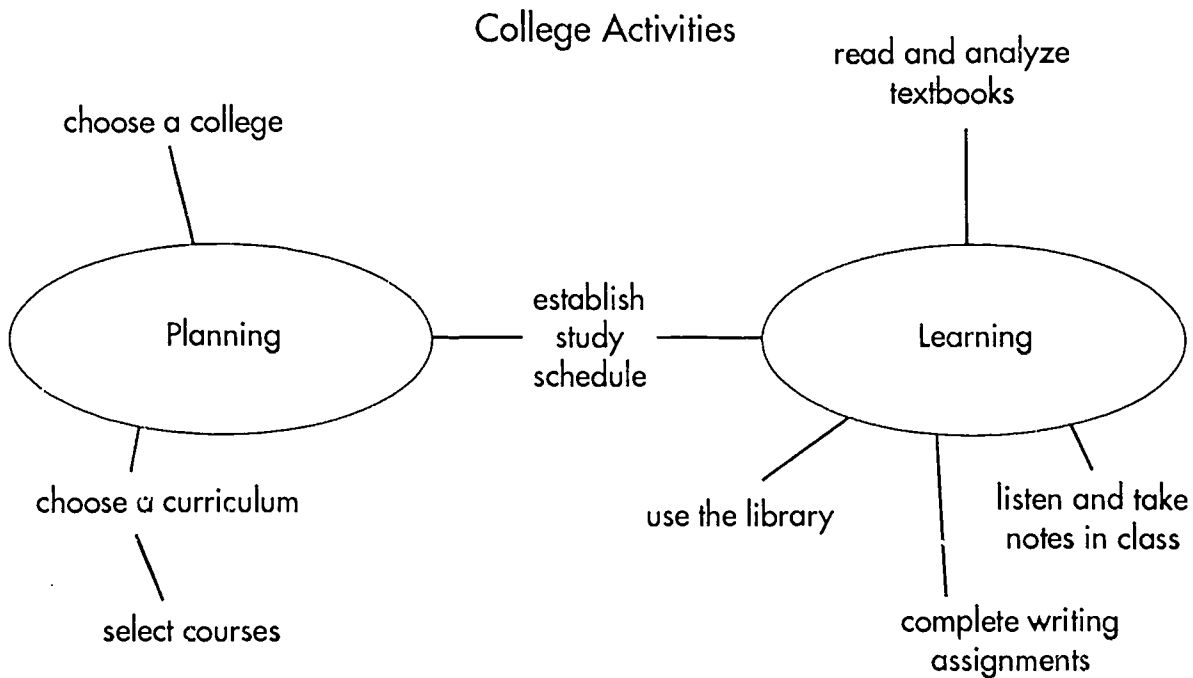 College Activities
read and analyze
textbooks
choose a college
Planning
establish
study
schedule
Learning
choose a curriculum
select courses
use the library
listen and take
notes in class
complete writing
assignments